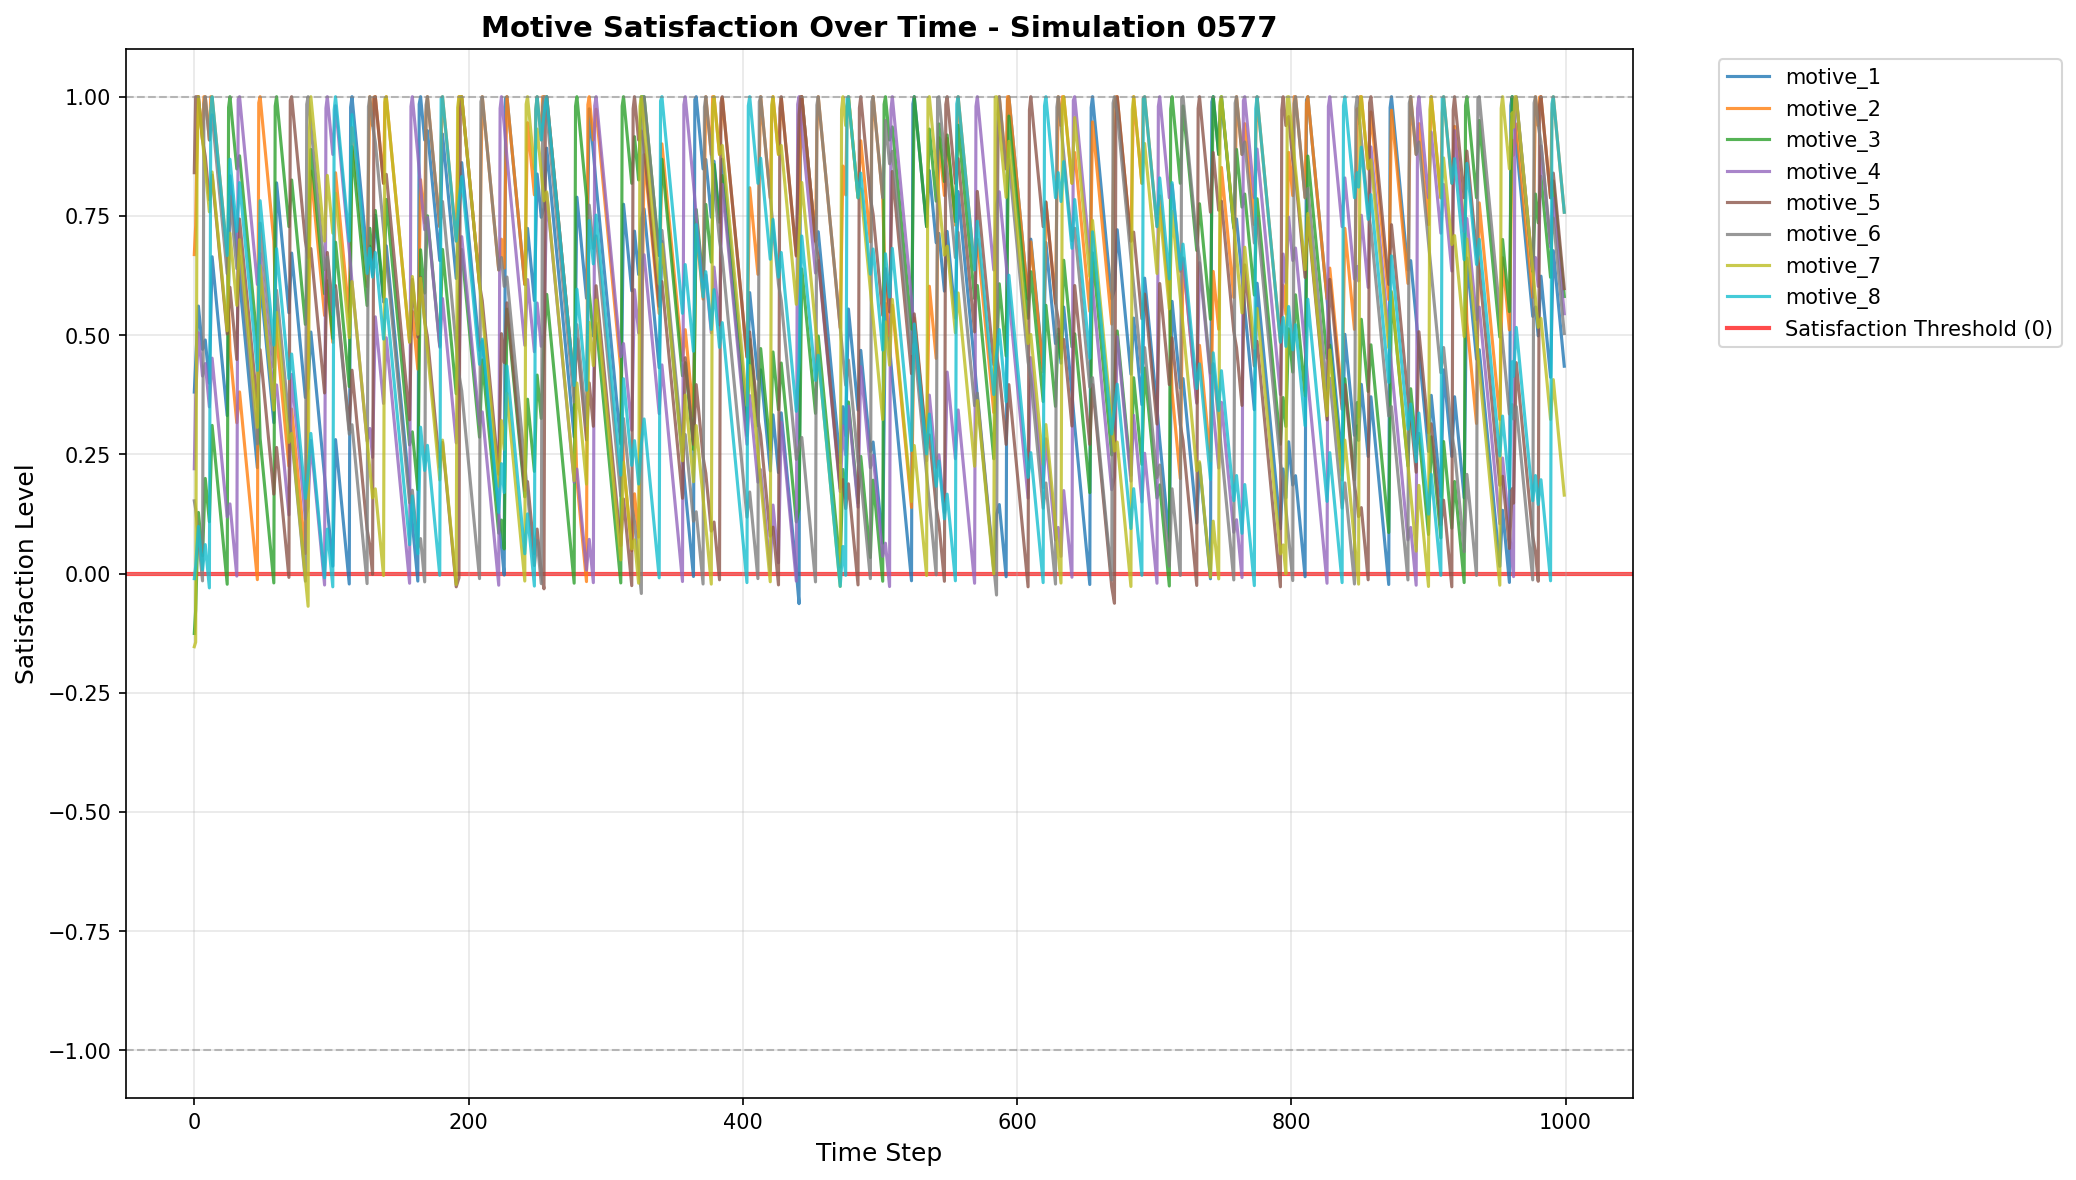 Motive Satisfaction Over Time - Simulation 0577
Satisfaction Level
1.00
0.75
0.50
0.25
0.00
−0.25
−0.50
−0.75
−1.00
0
200
400
600
800
1000
Time Step
motive_1
motive_2
motive_3
motive_4
motive_5
motive_6
motive_7
motive_8
Satisfaction Threshold (0)